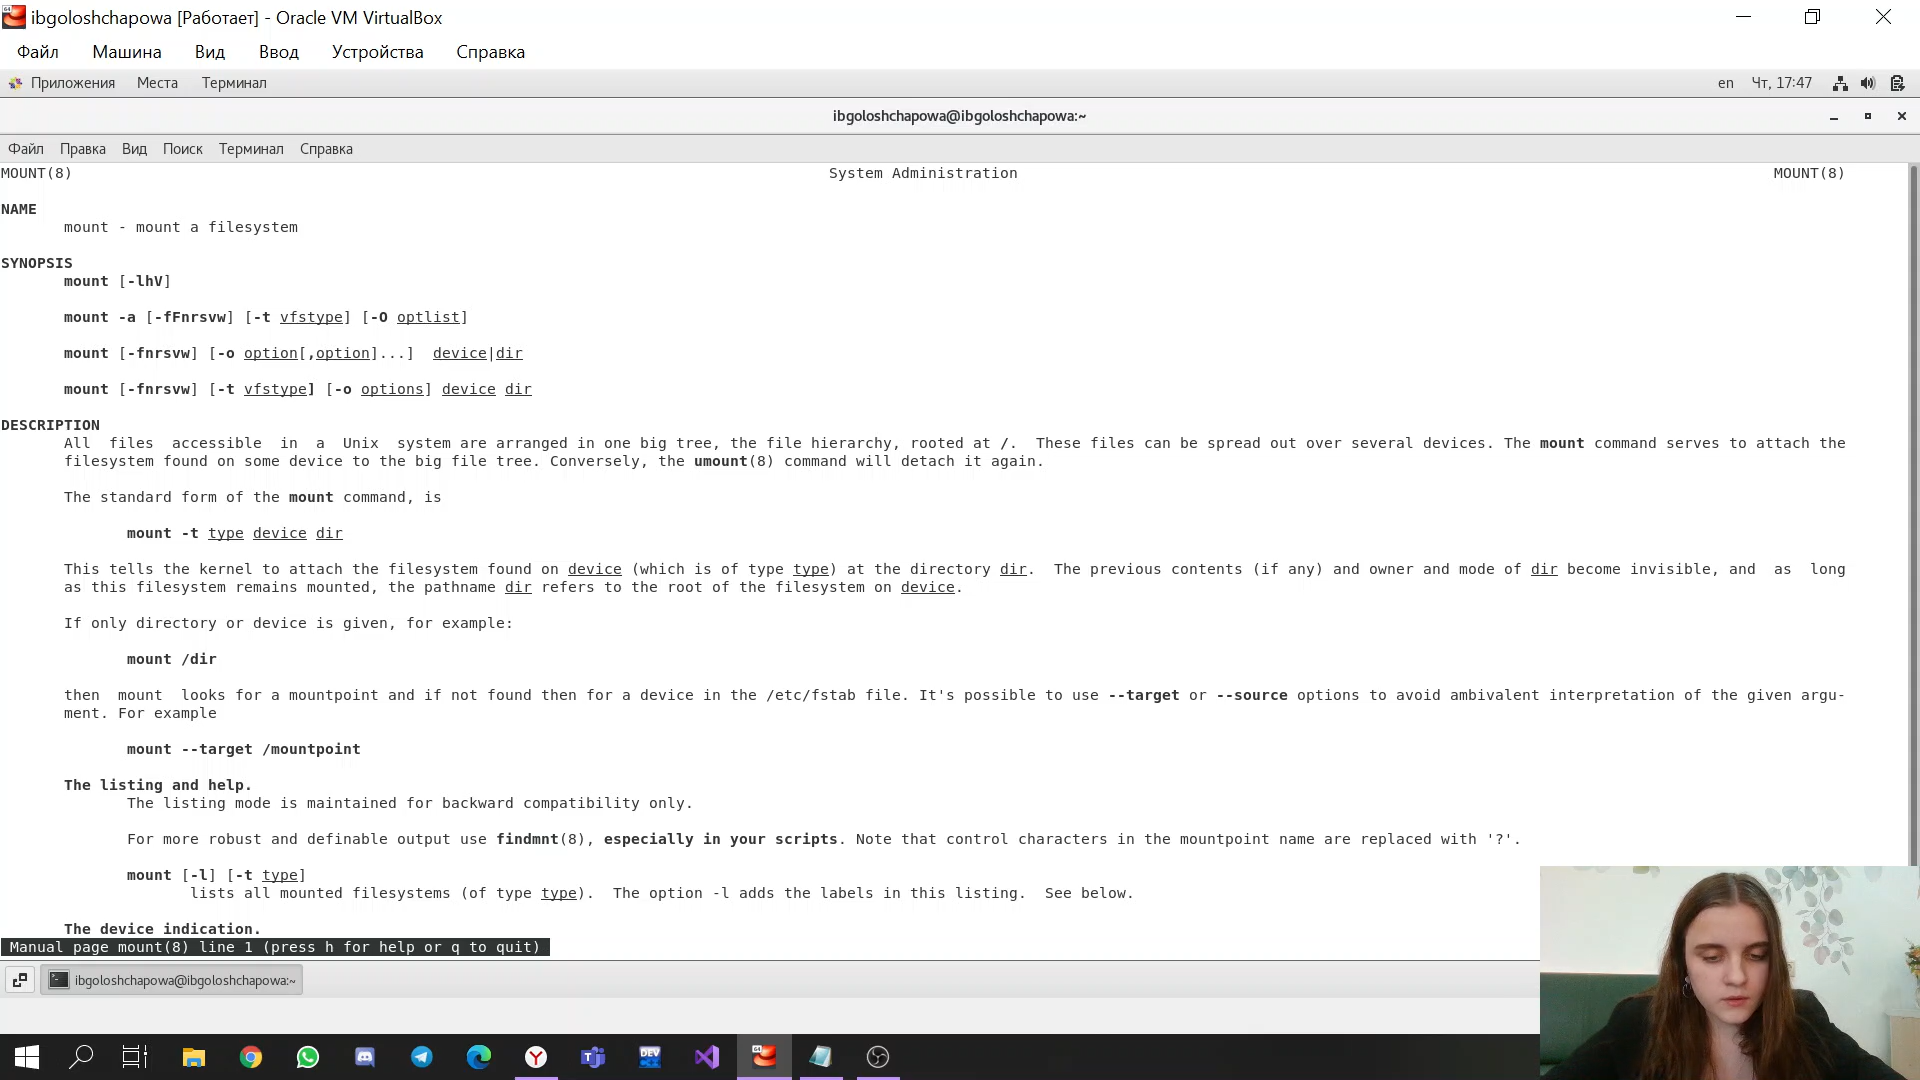 ibgoloshchapowa [Работает] - Oracle VM VirtualBox
Файл Машина Вид Ввод Устройства Справка
Приложения Места Терминал en Чт, 17:47
ibgoloshchapowa@ibgoloshchapowa:~
Файл Правка Вид Поиск Терминал Справка
MOUNT(8) System Administration MOUNT(8)
NAME
mount - mount a filesystem
SYNOPSIS
mount [-lhV]
mount -a [-fFnrsvw] [-t vfstype] [-O optlist]
mount [-fnrsvw] [-o option[,option]...] device|dir
mount [-fnrsvw] [-t vfstype] [-o options] device dir
DESCRIPTION
All files accessible in a Unix system are arranged in one big tree, the file hierarchy, rooted at /. These files can be spread out over several devices. The mount command serves to attach the
filesystem found on some device to the big file tree. Conversely, the umount(8) command will detach it again.
The standard form of the mount command, is
mount -t type device dir
This tells the kernel to attach the filesystem found on device (which is of type type) at the directory dir. The previous contents (if any) and owner and mode of dir become invisible, and as long
as this filesystem remains mounted, the pathname dir refers to the root of the filesystem on device.
If only directory or device is given, for example:
mount /dir
then mount looks for a mountpoint and if not found then for a device in the /etc/fstab file. It's possible to use --target or --source options to avoid ambivalent interpretation of the given argu-
ment. For example
mount --target /mountpoint
The listing and help.
The listing mode is maintained for backward compatibility only.
For more robust and definable output use findmnt(8), especially in your scripts. Note that control characters in the mountpoint name are replaced with '?'.
mount [-l] [-t type]
lists all mounted filesystems (of type type). The option -l adds the labels in this listing. See below.
The device indication.
Manual page mount(8) line 1 (press h for help or q to quit)
ibgoloshchapowa@ibgoloshchapowa:~
DEV